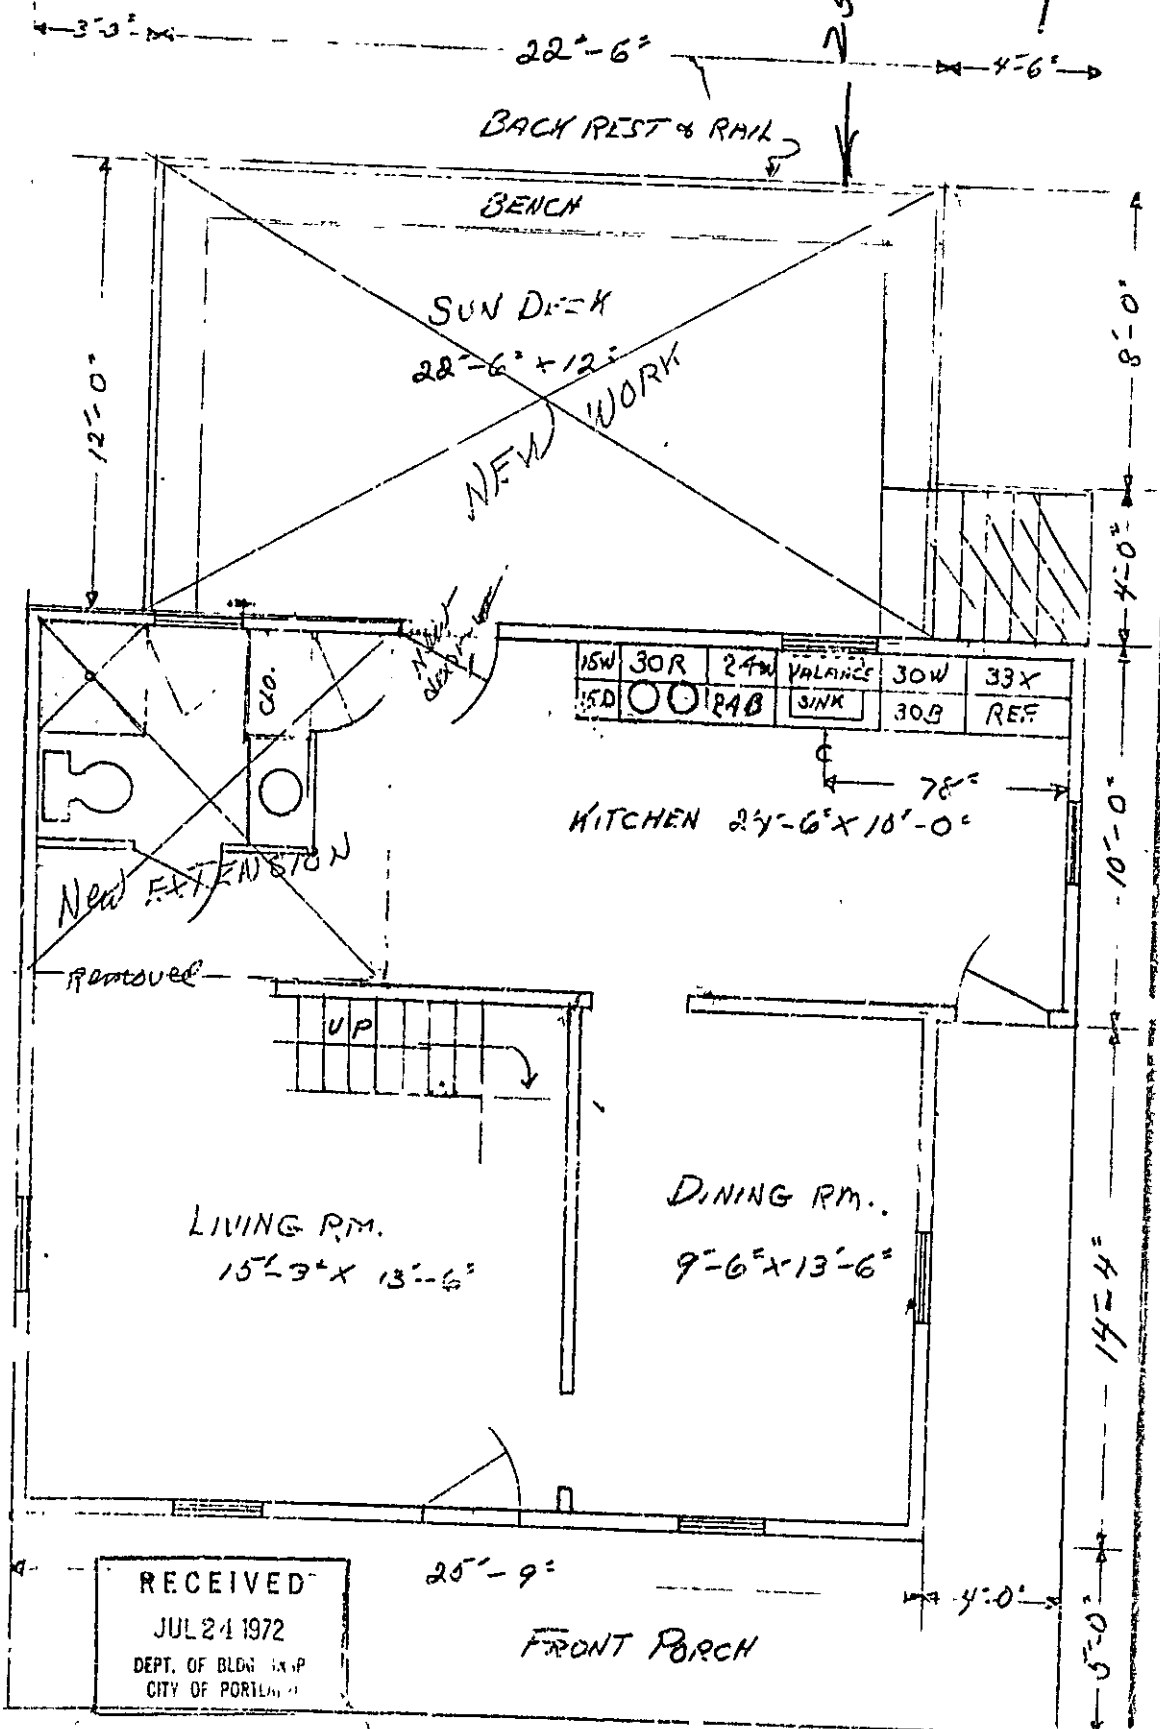 3'-3"
22'-6"
4'-6"
BACK REST & RAIL
BENCH
SUN DECK
22'-6" x 12'
NEW WORK
12'-0"
8'-0"
4'-0"
New
CLO.
15W 30R 24W VALANCE 30W 33X
15D 24B SINK 30B REF.
C
78"
KITCHEN 24'-6" X 10'-0"
10'-0"
New EXTENSION
Removed
UP
LIVING RM.
15'-3" X 13'-6"
DINING RM.
9'-6" X 13'-6"
14'-4"
25'-9"
4'-0"
5'-0"
FRONT PORCH
RECEIVED
JUL 24 1972
DEPT. OF BLDG
CITY OF